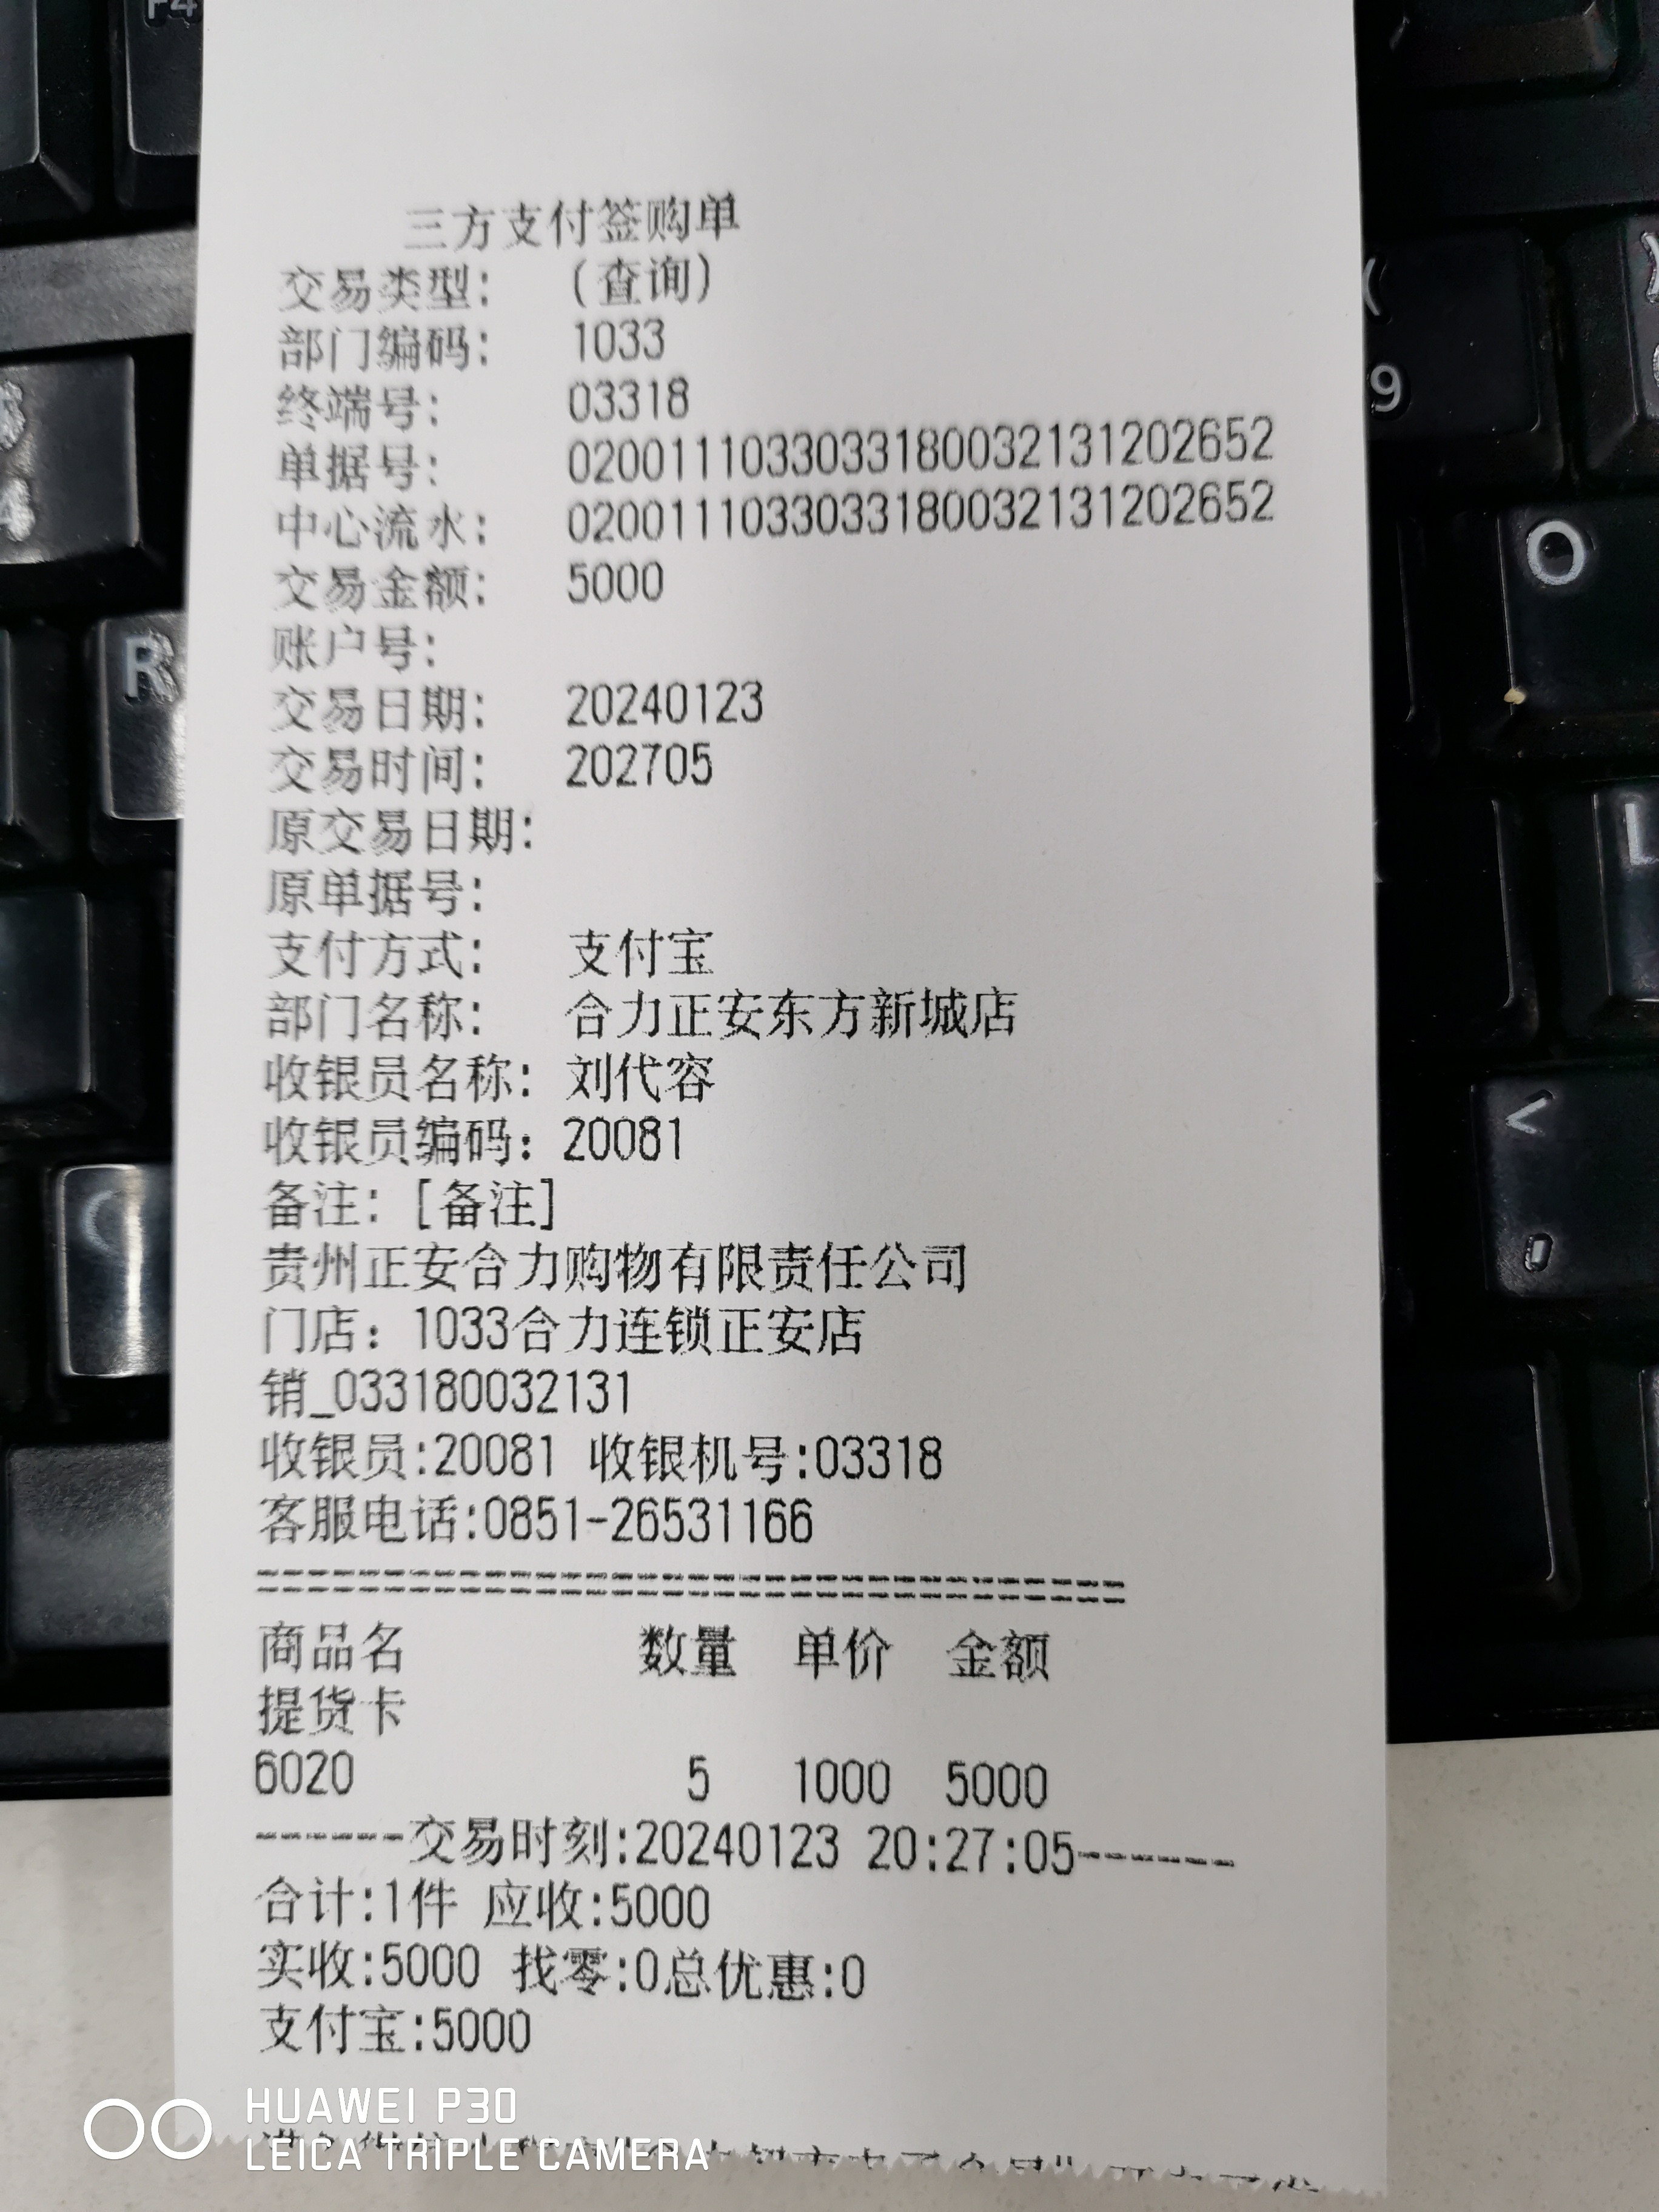 三方支付签购单
交易类型: (查询)
部门编码: 1033
终端号: 03318
单据号: 020011103303318003213120​2652
中心流水: 0200111033033180032131202652
交易金额: 5000
账户号:
交易日期: 20240123
交易时间: 202705
原交易日期:
原单据号:
支付方式: 支付宝
部门名称: 合力正安东方新城店
收银员名称: 刘代容
收银员编码: 20081
备注: [备注]
贵州正安合力购物有限责任公司
门店: 1033合力连锁正安店
销_033180032131
收银员:20081 收银机号:03318
客服电话:0851-26531166
==================================
商品名 数量 单价 金额
提货卡
6020 5 1000 5000
------交易时刻:20240123 20:27:05------
合计:1件 应收:5000
实收:5000 找零:0总优惠:0
支付宝:5000
HUAWEI P30
LEICA TRIPLE CAMERA
F4
R
C
9
(
O
L
<